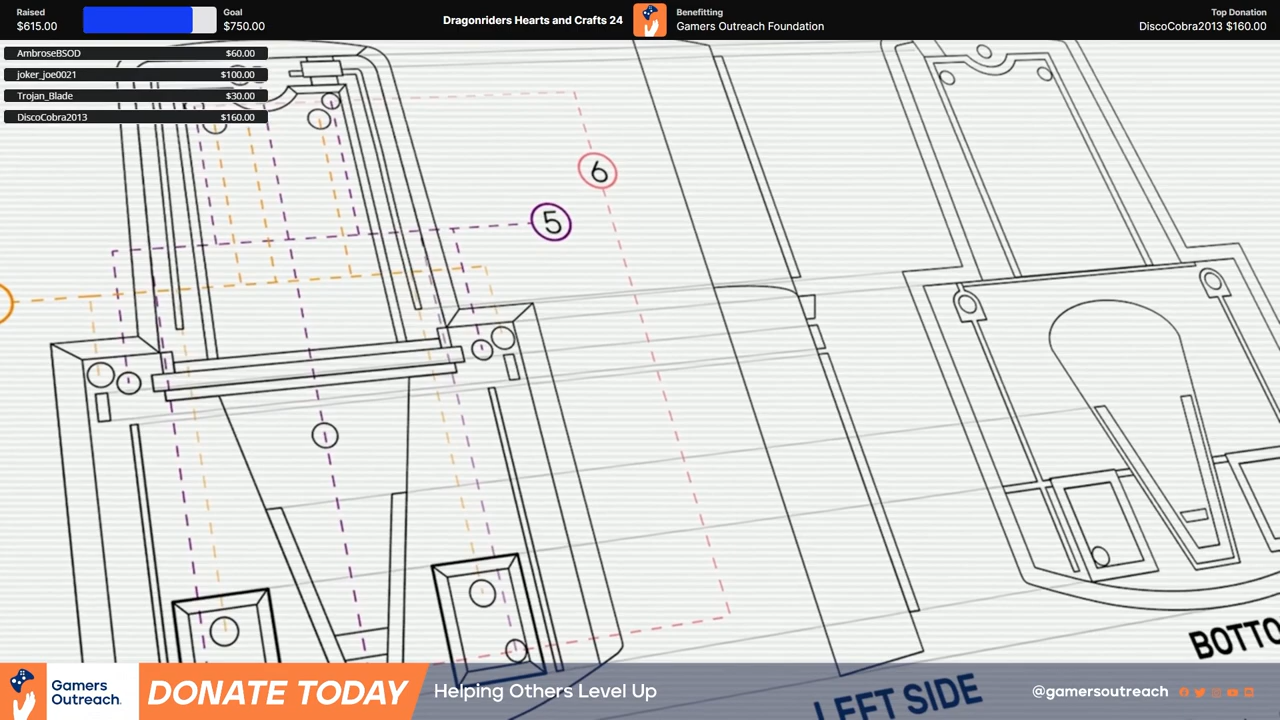 Raised
$615.00
Goal
$750.00
Dragonriders Hearts and Crafts 24
Benefitting
Gamers Outreach Foundation
Top Donation
DiscoCobra2013 $160.00
AmbroseBSOD $60.00
joker_joe0021 $100.00
Trojan_Blade $30.00
DiscoCobra2013 $160.00
6
5
BOTTO
LEFT SIDE
Gamers
Outreach.
DONATE TODAY
Helping Others Level Up
@gamersoutreach